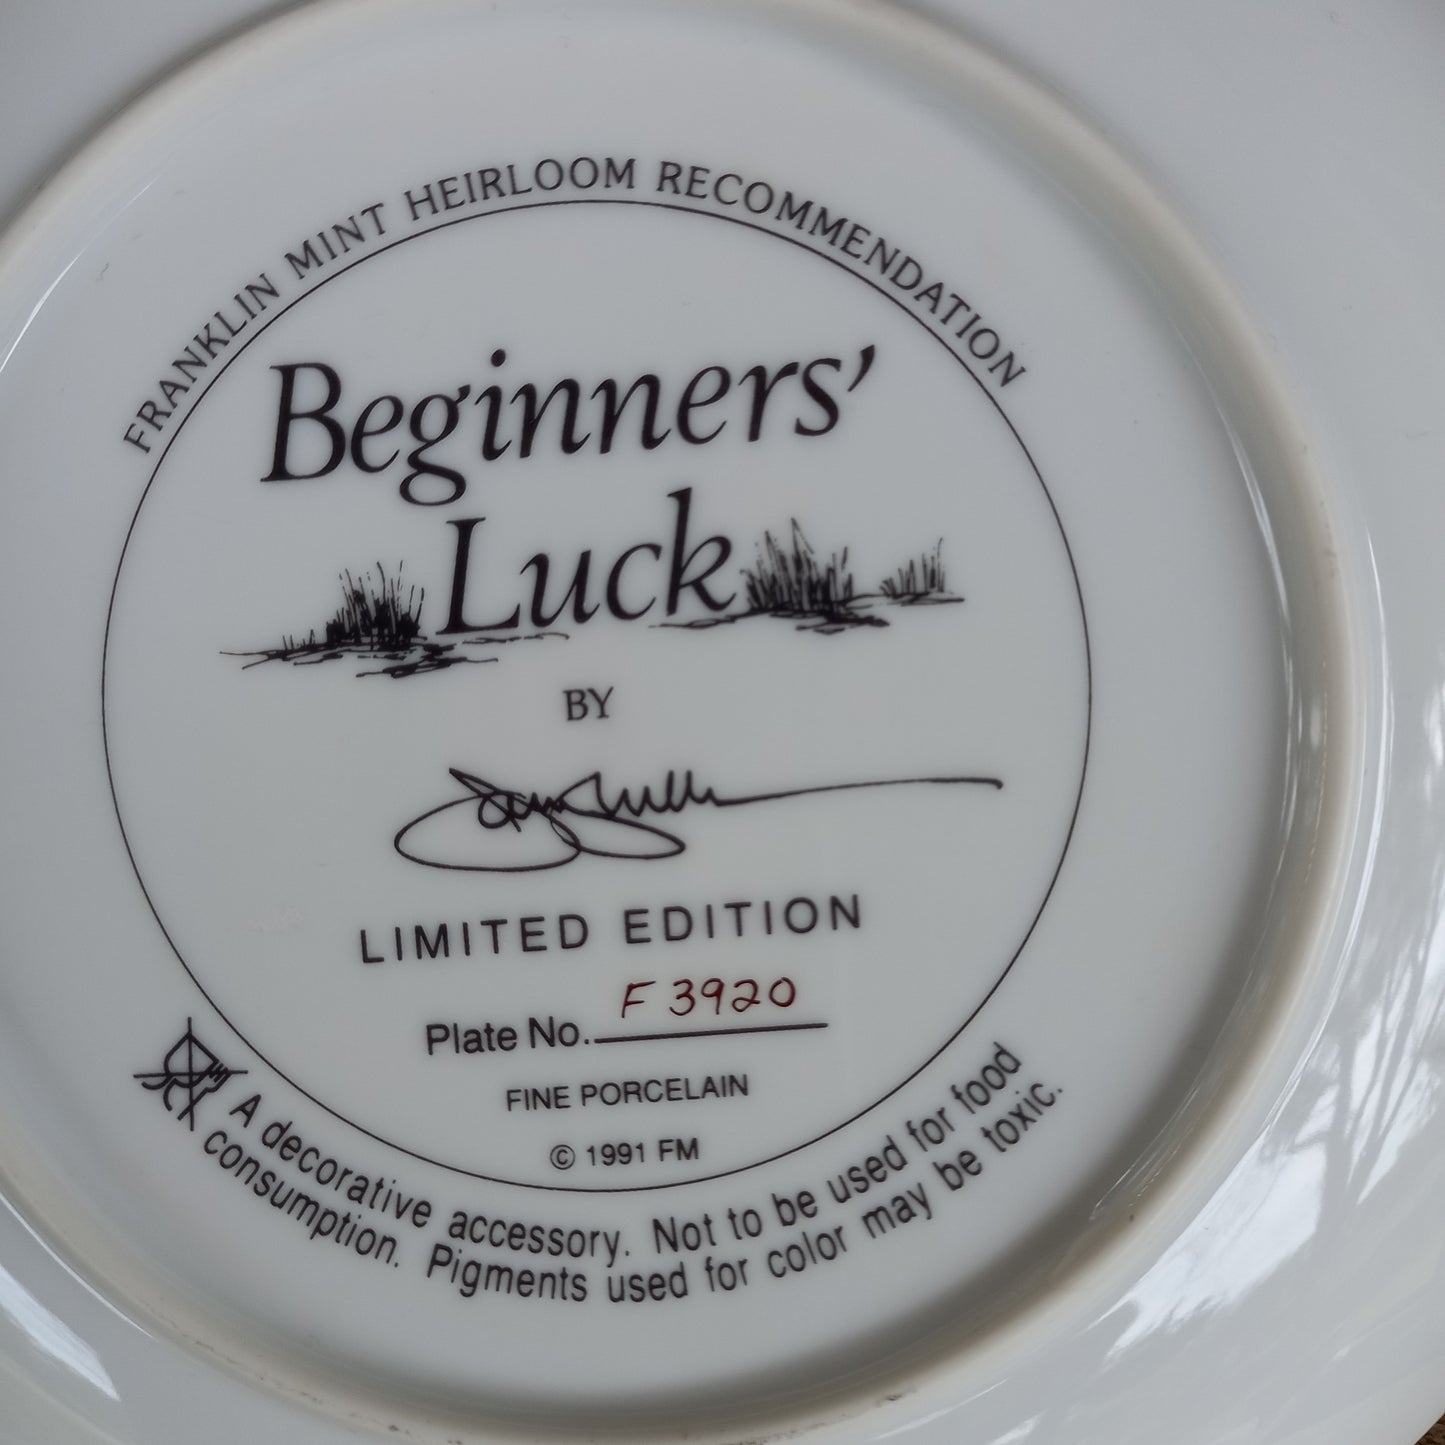 FRANKLIN MINT HEIRLOOM RECOMMENDATION
Beginners'
Luck
BY
LIMITED EDITION
Plate No. F 3920
FINE PORCELAIN
© 1991 FM
A decorative accessory. Not to be used for food
consumption. Pigments used for color may be toxic.